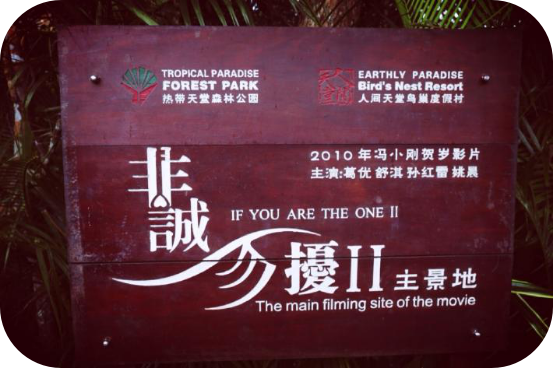 TROPICAL PARADISE
FOREST PARK
热带天堂森林公园
EARTHLY PARADISE
Bird's Nest Resort
人间天堂鸟巢度假村
2010年冯小刚贺岁影片
主演:葛优 舒淇 孙红雷 姚晨
非誠勿擾II
IF YOU ARE THE ONE II
主景地
The main filming site of the movie